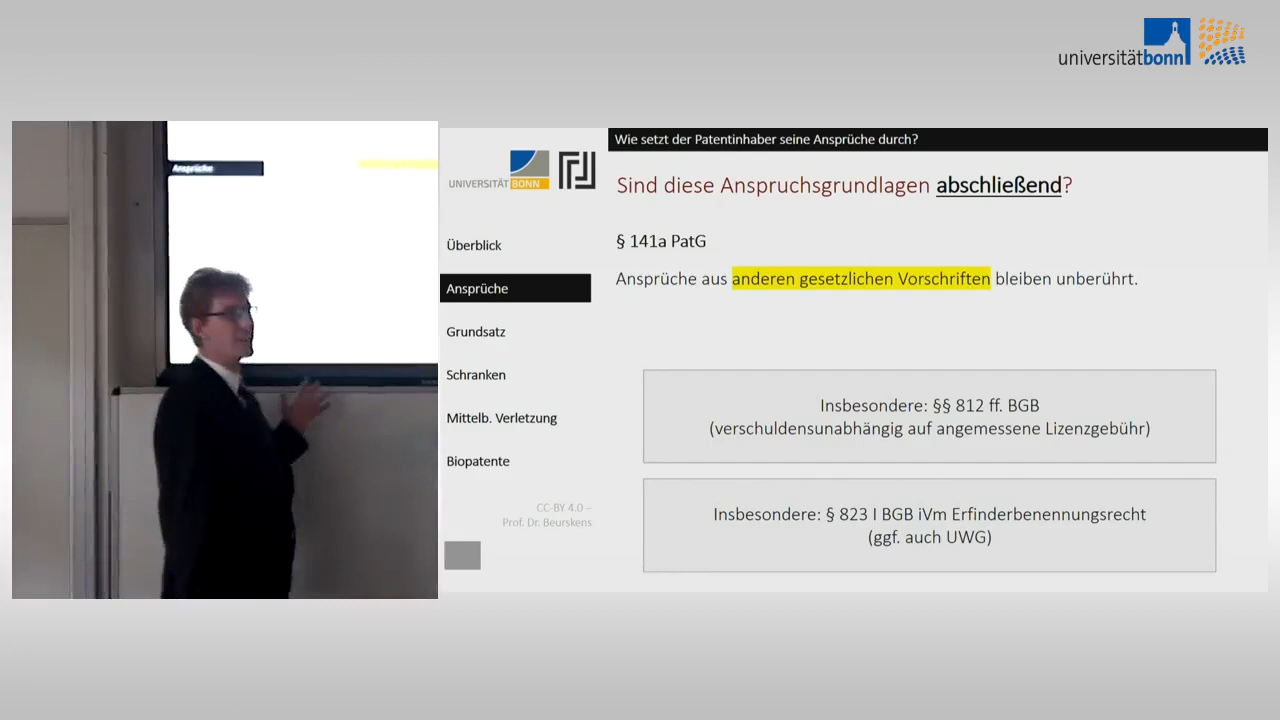 universitätbonn
Ansprüche
Wie setzt der Patentinhaber seine Ansprüche durch?
UNIVERSITÄT BONN
Sind diese Anspruchsgrundlagen abschließend?
Überblick
§ 141a PatG
Ansprüche aus anderen gesetzlichen Vorschriften bleiben unberührt.
Ansprüche
Grundsatz
Schranken
Mittelb. Verletzung
Biopatente
CC-BY 4.0 –
Prof. Dr. Beurskens
Insbesondere: §§ 812 ff. BGB
(verschuldensunabhängig auf angemessene Lizenzgebühr)
Insbesondere: § 823 I BGB iVm Erfinderbenennungsrecht
(ggf. auch UWG)